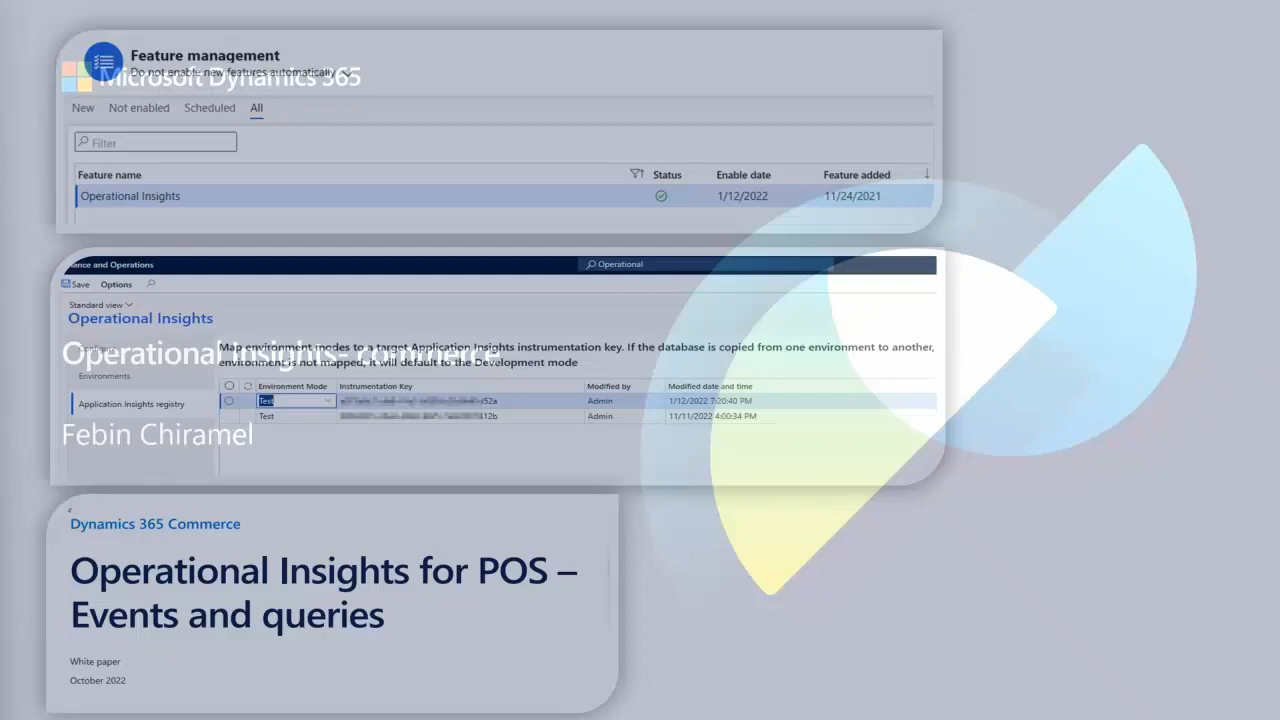 Feature management
Do not enable new features automatically
Microsoft Dynamics 365
New Not enabled Scheduled All
Filter
Feature name Status Enable date Feature added
Operational Insights 1/12/2022 11/24/2021
ance and Operations Operational
Save Options
Standard view
Operational Insights
Map environment modes to a target Application Insights instrumentation key. If the database is copied from one environment to another,
Operational Insights- commerce
environment is not mapped, it will default to the Development mode
Environments
Environment Mode Instrumentation Key Modified by Modified date and time
Application insights registry
Test 52a Admin 1/12/2022 7:20:40 PM
Test 12b Admin 11/11/2022 4:00:34 PM
Febin Chiramel
Dynamics 365 Commerce
Operational Insights for POS –
Events and queries
White paper
October 2022